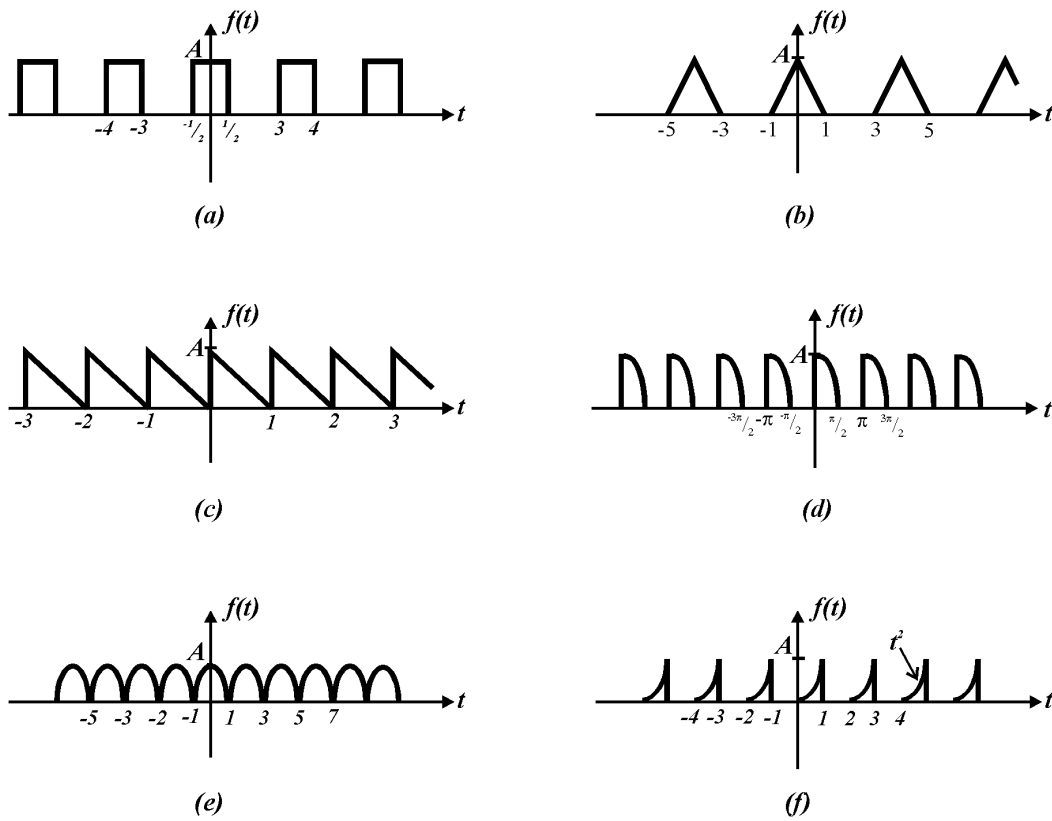 f(t)
A
t
-4 -3 -1/2 1/2 3 4
(a)
f(t)
A
t
-5 -3 -1 1 3 5
(b)
f(t)
A
t
-3 -2 -1 1 2 3
(c)
f(t)
A
t
-3π/2 -π -π/2 π/2 π 3π/2
(d)
f(t)
A
t
-5 -3 -2 -1 1 3 5 7
(e)
f(t)
A
t²
t
-4 -3 -2 -1 1 2 3 4
(f)